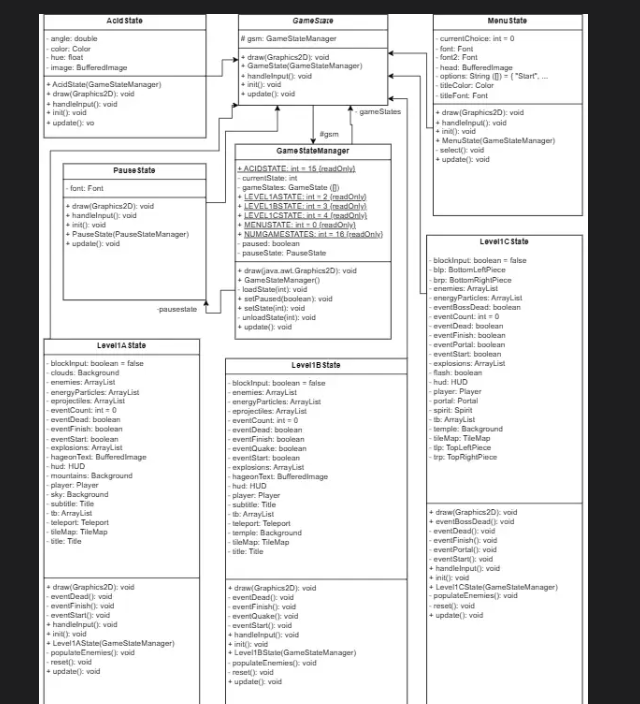 AcidState
- angle: double
- color: Color
- hue: float
- image: BufferedImage
+ AcidState(GameStateManager)
+ draw(Graphics2D): void
+ handleInput(): void
+ init(): void
+ update(): vo
GameState
# gsm: GameStateManager
+ draw(Graphics2D): void
+ GameState(GameStateManager)
+ handleInput(): void
+ init(): void
+ update(): void
MenuState
- currentChoice: int = 0
- font: Font
- font2: Font
- head: BufferedImage
- options: String ([]) = { "Start", ...
- titleColor: Color
- titleFont: Font
+ draw(Graphics2D): void
+ handleInput(): void
+ init(): void
+ MenuState(GameStateManager)
- select(): void
+ update(): void
- gameStates
#gsm
PauseState
- font: Font
+ draw(Graphics2D): void
+ handleInput(): void
+ init(): void
+ PauseState(PauseStateManager)
+ update(): void
GameStateManager
+ ACIDSTATE: int = 15 {readOnly}
- currentState: int
- gameStates: GameState ([])
+ LEVEL1ASTATE: int = 2 {readOnly}
+ LEVEL1BSTATE: int = 3 {readOnly}
+ LEVEL1CSTATE: int = 4 {readOnly}
+ MENUSTATE: int = 0 {readOnly}
+ NUMGAMESTATES: int = 16 {readOnly}
- paused: boolean
- pauseState: PauseState
+ draw(java.awt.Graphics2D): void
+ GameStateManager()
- loadState(int): void
+ setPaused(boolean): void
+ setState(int): void
- unloadState(int): void
+ update(): void
-pausestate
Level1CState
- blockInput: boolean = false
- blp: BottomLeftPiece
- brp: BottomRightPiece
- enemies: ArrayList
- energyParticles: ArrayList
- eventBossDead: boolean
- eventCount: int = 0
- eventDead: boolean
- eventFinish: boolean
- eventPortal: boolean
- eventStart: boolean
- explosions: ArrayList
- flash: boolean
- hud: HUD
- player: Player
- portal: Portal
- spirit: Spirit
- tb: ArrayList
- temple: Background
- tileMap: TileMap
- tlp: TopLeftPiece
- trp: TopRightPiece
+ draw(Graphics2D): void
+ eventBossDead(): void
- eventDead(): void
- eventFinish(): void
- eventPortal(): void
- eventStart(): void
+ handleInput(): void
+ init(): void
+ Level1CState(GameStateManager)
- populateEnemies(): void
- reset(): void
+ update(): void
Level1AState
- blockInput: boolean = false
- clouds: Background
- enemies: ArrayList
- energyParticles: ArrayList
- eprojectiles: ArrayList
- eventCount: int = 0
- eventDead: boolean
- eventFinish: boolean
- eventStart: boolean
- explosions: ArrayList
- hageonText: BufferedImage
- hud: HUD
- mountains: Background
- player: Player
- sky: Background
- subtitle: Title
- tb: ArrayList
- teleport: Teleport
- tileMap: TileMap
- title: Title
+ draw(Graphics2D): void
- eventDead(): void
- eventFinish(): void
- eventStart(): void
+ handleInput(): void
+ init(): void
+ Level1AState(GameStateManager)
- populateEnemies(): void
- reset(): void
+ update(): void
Level1BState
- blockInput: boolean = false
- enemies: ArrayList
- energyParticles: ArrayList
- eprojectiles: ArrayList
- eventCount: int = 0
- eventDead: boolean
- eventFinish: boolean
- eventQuake: boolean
- eventStart: boolean
- explosions: ArrayList
- hageonText: BufferedImage
- hud: HUD
- player: Player
- subtitle: Title
- tb: ArrayList
- teleport: Teleport
- temple: Background
- tileMap: TileMap
- title: Title
+ draw(Graphics2D): void
- eventDead(): void
- eventFinish(): void
- eventQuake(): void
- eventStart(): void
+ handleInput(): void
+ init(): void
+ Level1BState(GameStateManager)
- populateEnemies(): void
- reset(): void
+ update(): void